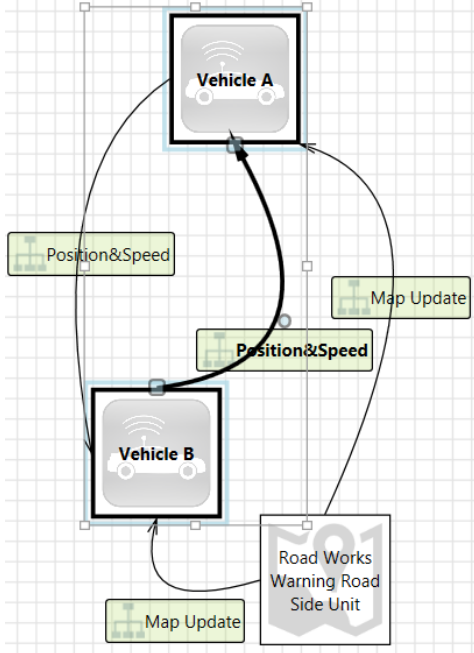 Vehicle A
Position&Speed
Map Update
Position&Speed
Vehicle B
Road Works
Warning Road
Side Unit
Map Update